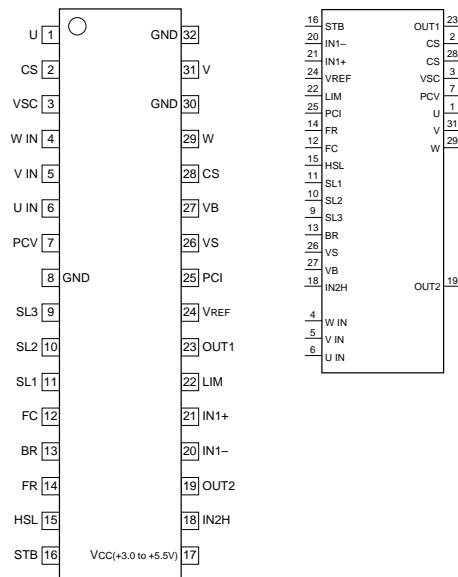 U 1
GND 32
CS 2
31 V
VSC 3
GND 30
W IN 4
29 W
V IN 5
28 CS
U IN 6
27 VB
PCV 7
26 VS
8 GND
25 PCI
SL3 9
24 VREF
SL2 10
23 OUT1
SL1 11
22 LIM
FC 12
21 IN1+
BR 13
20 IN1–
FR 14
19 OUT2
HSL 15
18 IN2H
STB 16
VCC(+3.0 to +5.5V) 17
16 STB
OUT1 23
20 IN1–
CS 2
21 IN1+
CS 28
24 VREF
VSC 3
22 LIM
PCV 7
25 PCI
U 1
14 FR
V 31
12 FC
W 29
15 HSL
11 SL1
10 SL2
9 SL3
13 BR
26 VS
27 VB
18 IN2H
OUT2 19
4 W IN
5 V IN
6 U IN